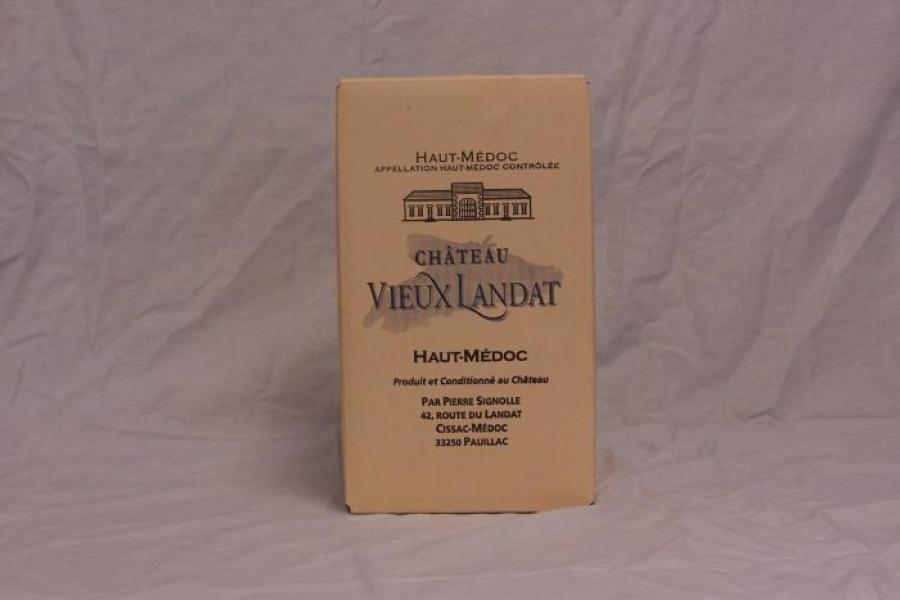 HAUT-MÉDOC
APPELLATION HAUT-MÉDOC CONTRÔLÉE
CHÂTEAU
VIEUX LANDAT
HAUT-MÉDOC
Produit et Conditionné au Château
PAR PIERRE SIGNOLLE
42, ROUTE DU LANDAT
CISSAC-MÉDOC
33250 PAUILLAC